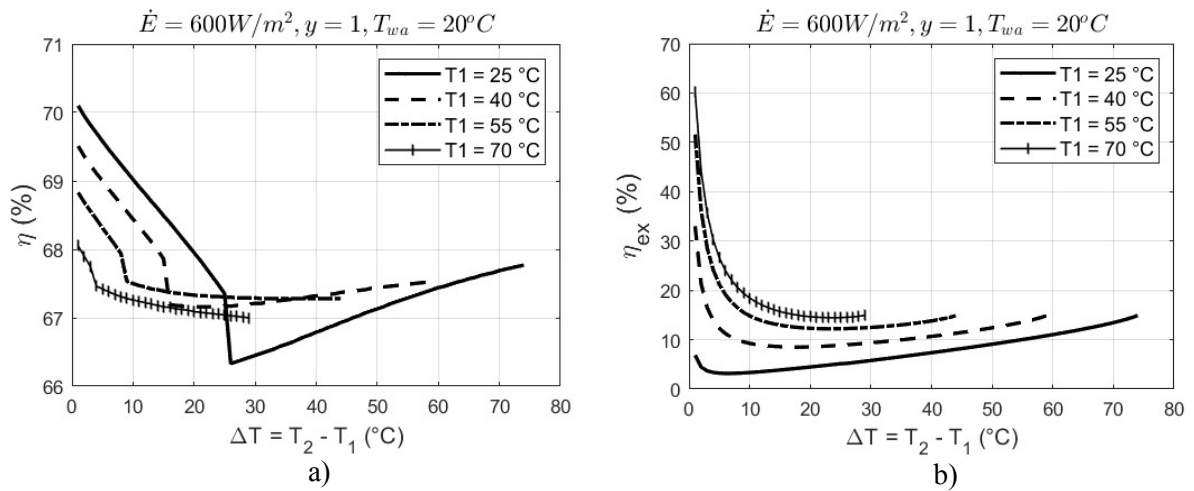 Ė = 600W/m², y = 1, T_wa = 20°C
71
70
69
68
67
66
η (%)
0 10 20 30 40 50 60 70 80
ΔT = T₂ - T₁ (°C)
T1 = 25 °C
T1 = 40 °C
T1 = 55 °C
T1 = 70 °C
a)
Ė = 600W/m², y = 1, T_wa = 20°C
70
60
50
40
30
20
10
0
η_ex (%)
0 10 20 30 40 50 60 70 80
ΔT = T₂ - T₁ (°C)
T1 = 25 °C
T1 = 40 °C
T1 = 55 °C
T1 = 70 °C
b)